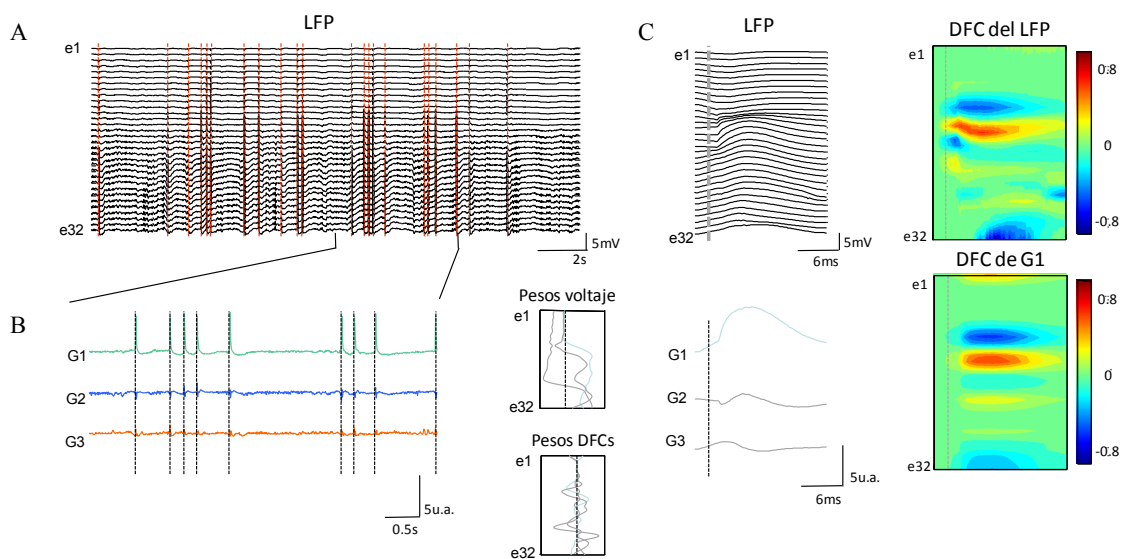 A
LFP
e1
e32
5mV
2s
B
G1
G2
G3
5u.a.
0.5s
Pesos voltaje
e1
e32
Pesos DFCs
e1
e32
C
LFP
e1
e32
5mV
6ms
G1
G2
G3
5u.a.
6ms
DFC del LFP
e1
e32
0:8
0
-0.8
DFC de G1
e1
e32
0:8
0
-0.8